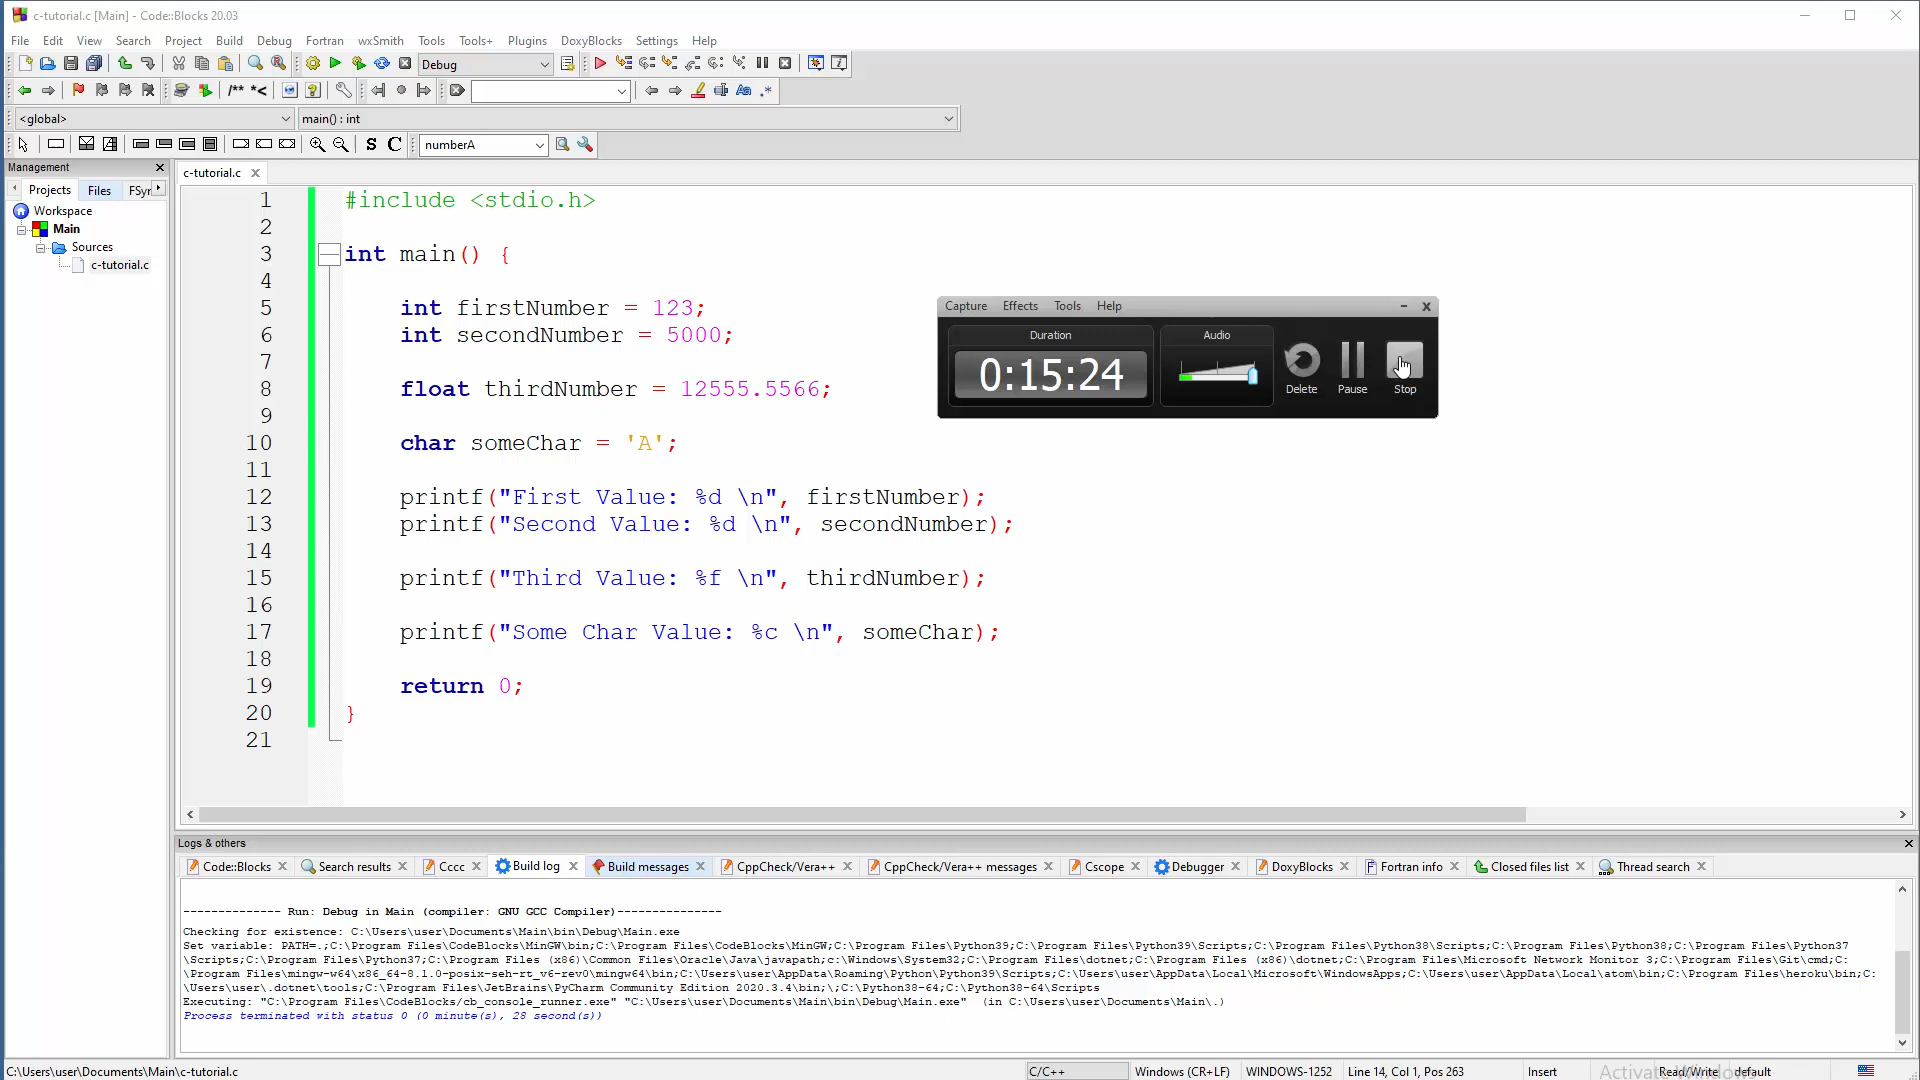 c-tutorial.c [Main] - Code::Blocks 20.03
File Edit View Search Project Build Debug Fortran wxSmith Tools Tools+ Plugins DoxyBlocks Settings Help
Debug
/** *<
Aa .*
<global> main() : int
S C numberA
Management
c-tutorial.c
Projects Files FSyr
Workspace
Main
Sources
c-tutorial.c
1 #include <stdio.h>
2
3 int main() {
4
5 int firstNumber = 123;
6 int secondNumber = 5000;
7
8 float thirdNumber = 12555.5566;
9
10 char someChar = 'A';
11
12 printf("First Value: %d \n", firstNumber);
13 printf("Second Value: %d \n", secondNumber);
14
15 printf("Third Value: %f \n", thirdNumber);
16
17 printf("Some Char Value: %c \n", someChar);
18
19 return 0;
20 }
21
Capture Effects Tools Help
Duration Audio
0:15:24
Delete Pause Stop
Logs & others
Code::Blocks Search results Cccc Build log Build messages CppCheck/Vera++ CppCheck/Vera++ messages Cscope Debugger DoxyBlocks Fortran info Closed files list Thread search
-------------- Run: Debug in Main (compiler: GNU GCC Compiler)---------------
Checking for existence: C:\Users\user\Documents\Main\bin\Debug\Main.exe
Set variable: PATH=.;C:\Program Files\CodeBlocks\MinGW\bin;C:\Program Files\CodeBlocks\MinGW;C:\Program Files\Python39;C:\Program Files\Python39\Scripts;C:\Program Files\Python38\Scripts;C:\Program Files\Python38;C:\Program Files\Python37
\Scripts;C:\Program Files\Python37;C:\Program Files (x86)\Common Files\Oracle\Java\javapath;c:\Windows\System32;C:\Program Files\dotnet;C:\Program Files (x86)\dotnet;C:\Program Files\Microsoft Network Monitor 3;C:\Program Files\Git\cmd;C:
\Program Files\mingw-w64\x86_64-8.1.0-posix-seh-rt_v6-rev0\mingw64\bin;C:\Users\user\AppData\Roaming\Python\Python39\Scripts;C:\Users\user\AppData\Local\Microsoft\WindowsApps;C:\Users\user\AppData\Local\atom\bin;C:\Program Files\heroku\bin;C:
\Users\user\.dotnet\tools;C:\Program Files\JetBrains\PyCharm Community Edition 2020.3.4\bin;\;C:\Python38-64;C:\Python38-64\Scripts
Executing: "C:\Program Files\CodeBlocks/cb_console_runner.exe" "C:\Users\user\Documents\Main\bin\Debug\Main.exe"  (in C:\Users\user\Documents\Main\.)
Process terminated with status 0 (0 minute(s), 28 second(s))
C:\Users\user\Documents\Main\c-tutorial.c C/C++ Windows (CR+LF) WINDOWS-1252 Line 14, Col 1, Pos 263 Insert Read/Write default
Activate Windows